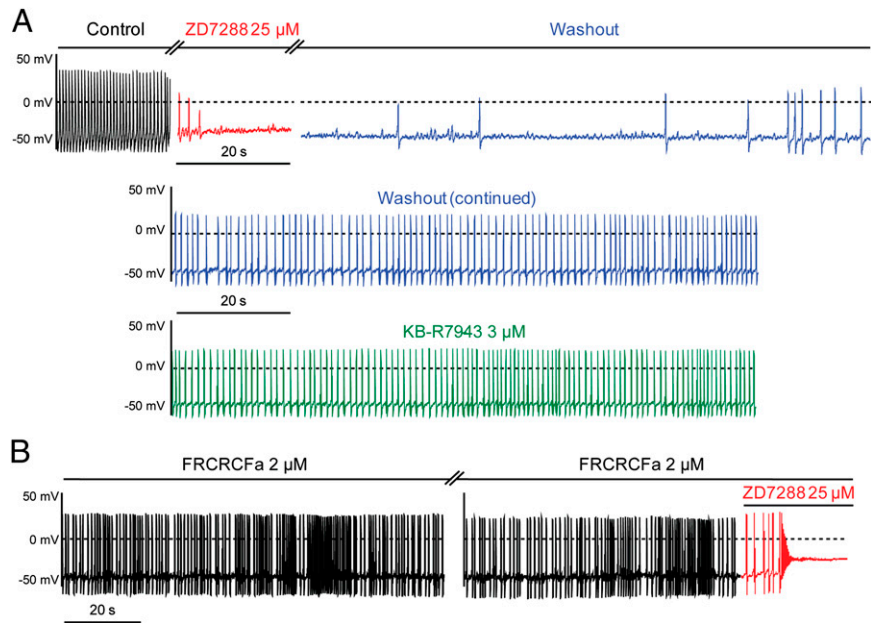 A
Control
ZD7288 25 µM
Washout
50 mV
0 mV
-50 mV
20 s
Washout (continued)
50 mV
0 mV
-50 mV
20 s
KB-R7943 3 µM
50 mV
0 mV
-50 mV
B
FRCRCFa 2 µM
FRCRCFa 2 µM
ZD7288 25 µM
50 mV
0 mV
-50 mV
20 s